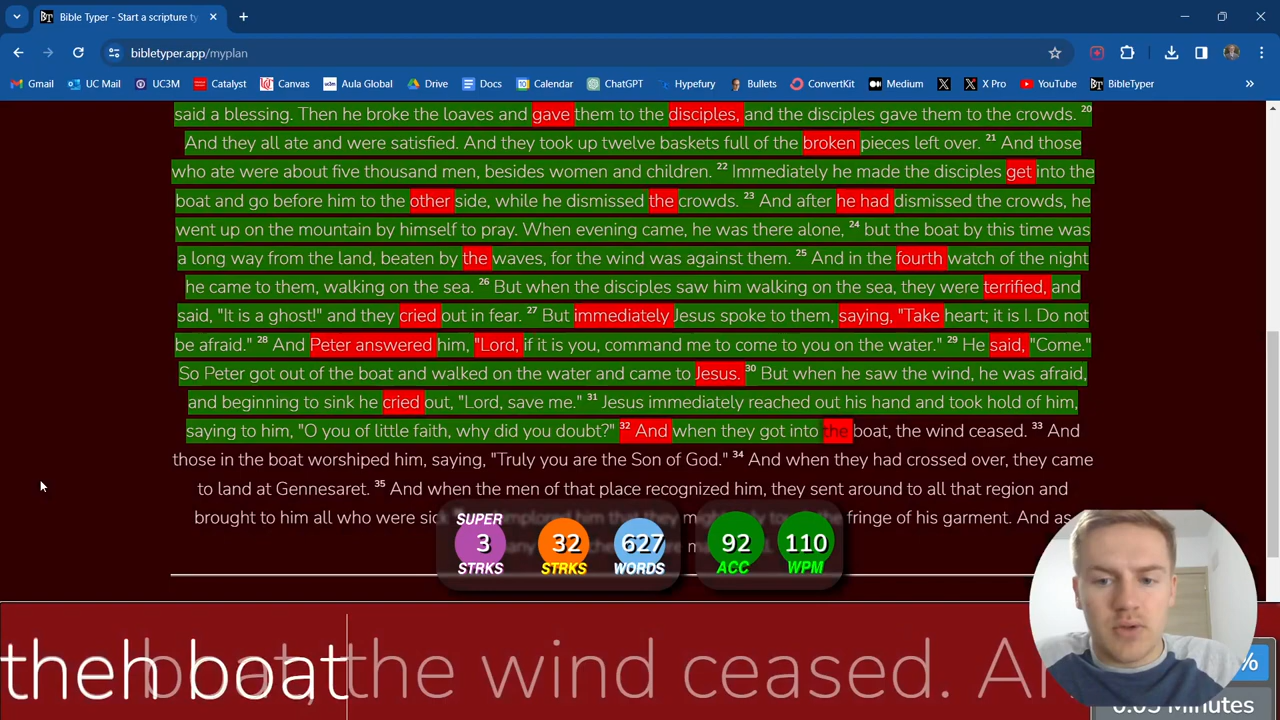 Bible Typer - Start a scripture ty
bibletyper.app/myplan
Gmail UC Mail UC3M Catalyst Canvas Aula Global Drive Docs Calendar ChatGPT Hypefury Bullets ConvertKit Medium X X Pro YouTube BibleTyper »
said a blessing. Then he broke the loaves and gave them to the disciples, and the disciples gave them to the crowds. 20
And they all ate and were satisfied. And they took up twelve baskets full of the broken pieces left over. 21 And those
who ate were about five thousand men, besides women and children. 22 Immediately he made the disciples get into the
boat and go before him to the other side, while he dismissed the crowds. 23 And after he had dismissed the crowds, he
went up on the mountain by himself to pray. When evening came, he was there alone, 24 but the boat by this time was
a long way from the land, beaten by the waves, for the wind was against them. 25 And in the fourth watch of the night
he came to them, walking on the sea. 26 But when the disciples saw him walking on the sea, they were terrified, and
said, "It is a ghost!" and they cried out in fear. 27 But immediately Jesus spoke to them, saying, "Take heart; it is I. Do not
be afraid." 28 And Peter answered him, "Lord, if it is you, command me to come to you on the water." 29 He said, "Come."
So Peter got out of the boat and walked on the water and came to Jesus. 30 But when he saw the wind, he was afraid,
and beginning to sink he cried out, "Lord, save me." 31 Jesus immediately reached out his hand and took hold of him,
saying to him, "O you of little faith, why did you doubt?" 32 And when they got into the boat, the wind ceased. 33 And
those in the boat worshiped him, saying, "Truly you are the Son of God." 34 And when they had crossed over, they came
to land at Gennesaret. 35 And when the men of that place recognized him, they sent around to all that region and
brought to him all who were sick implored him that they might only touch the fringe of his garment. And as
SUPER 3 STRKS
32 STRKS
627 WORDS
92 ACC
110 WPM
theh boat
boat, the wind ceased. An
%
0.05 Minutes